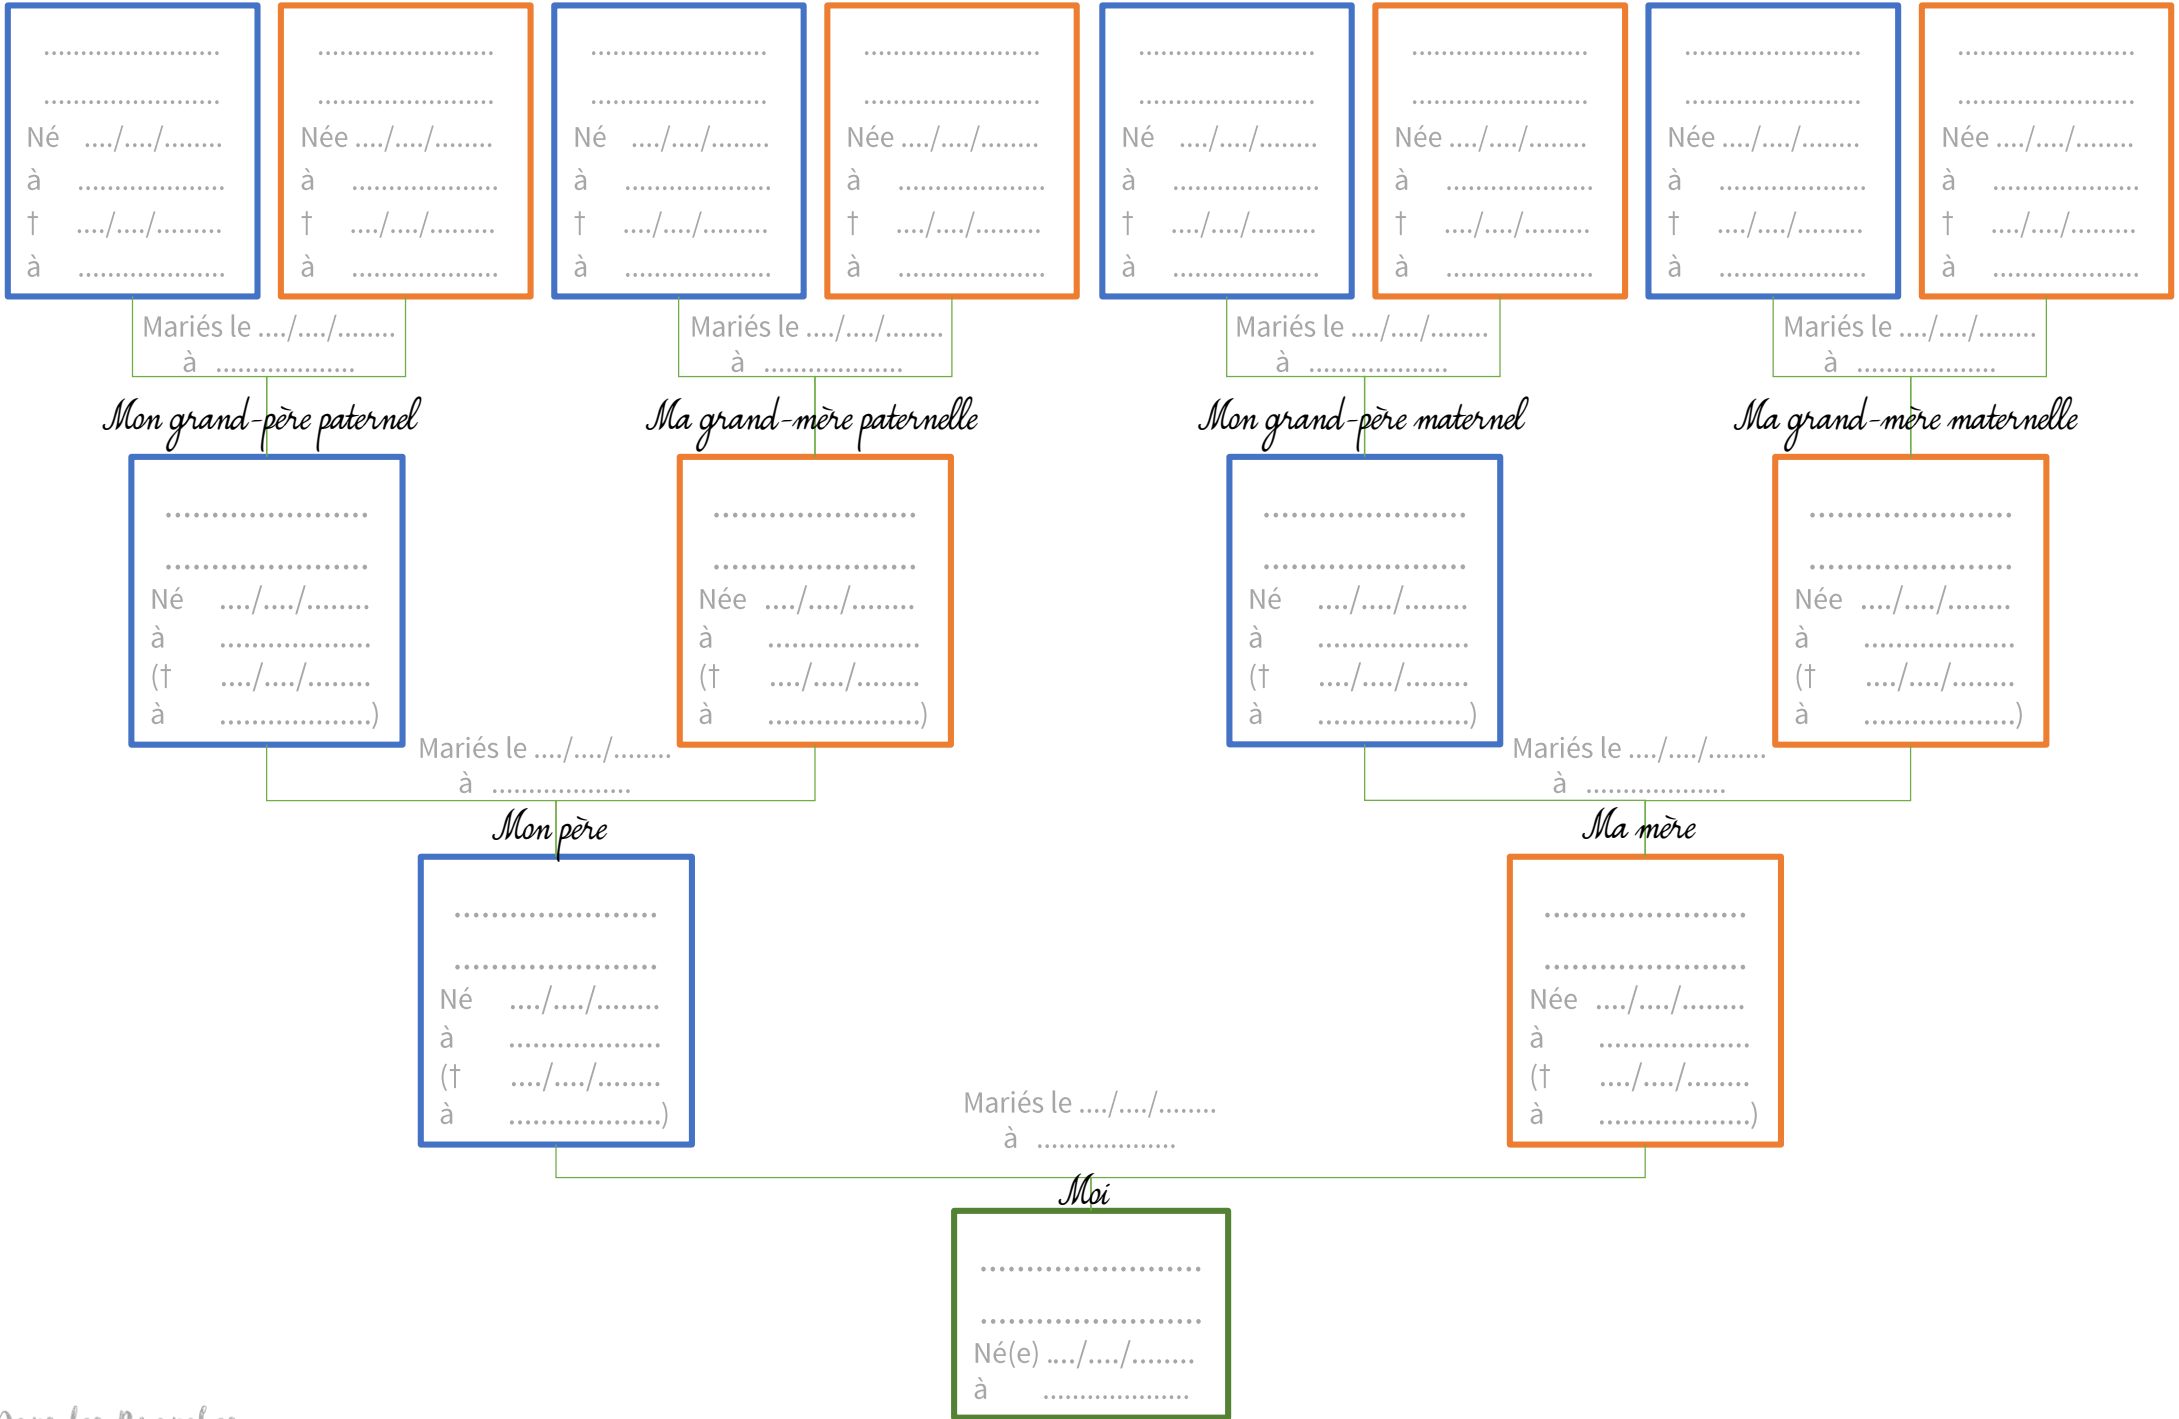 ........................ ........................ ........................ ........................ ........................ ........................ ........................ ........................
........................ ........................ ........................ ........................ ........................ ........................ ........................ ........................
Né ..../..../........ Née ..../..../........ Né ..../..../........ Née ..../..../........ Né ..../..../........ Née ..../..../........ Née ..../..../........ Née ..../..../........
à .................... à .................... à .................... à .................... à .................... à .................... à .................... à ....................
† ..../..../......... † ..../..../......... † ..../..../......... † ..../..../......... † ..../..../......... † ..../..../......... † ..../..../......... † ..../..../.........
à .................... à .................... à .................... à .................... à .................... à .................... à .................... à ....................
Mariés le ..../..../........ Mariés le ..../..../........ Mariés le ..../..../........ Mariés le ..../..../........
à ................... à ................... à ................... à ...................
Mon grand-père paternel Ma grand-mère paternelle Mon grand-père maternel Ma grand-mère maternelle
...................... ...................... ...................... ......................
...................... ...................... ...................... ......................
Né ..../..../........ Née ..../..../........ Né ..../..../........ Née ..../..../........
à ................... à ................... à ................... à ...................
(† ..../..../........ († ..../..../........ († ..../..../........ († ..../..../........
à ...................) à ...................) à ...................) à ...................)
Mariés le ..../..../........ Mariés le ..../..../........
à ................... à ...................
Mon père Ma mère
...................... ......................
...................... ......................
Né ..../..../........ Née ..../..../........
à ................... à ...................
(† ..../..../........ († ..../..../........
à ...................) à ...................)
Mariés le ..../..../........
à ...................
Moi
........................
........................
Né(e) ..../..../........
à ....................